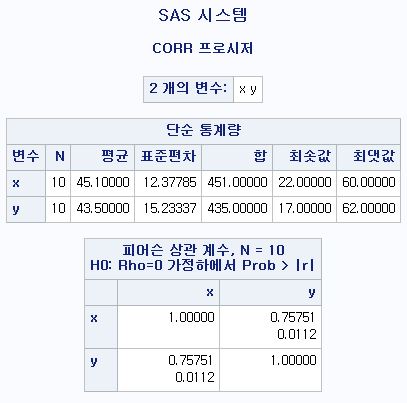 SAS 시스템
CORR 프로시저
2 개의 변수: x y
단순 통계량
변수 N 평균 표준편차 합 최솟값 최댓값
x 10 45.10000 12.37785 451.00000 22.00000 60.00000
y 10 43.50000 15.23337 435.00000 17.00000 62.00000
피어슨 상관 계수, N = 10
H0: Rho=0 가정하에서 Prob > |r|
x y
x 1.00000 0.75751
0.0112
y 0.75751 1.00000
0.0112